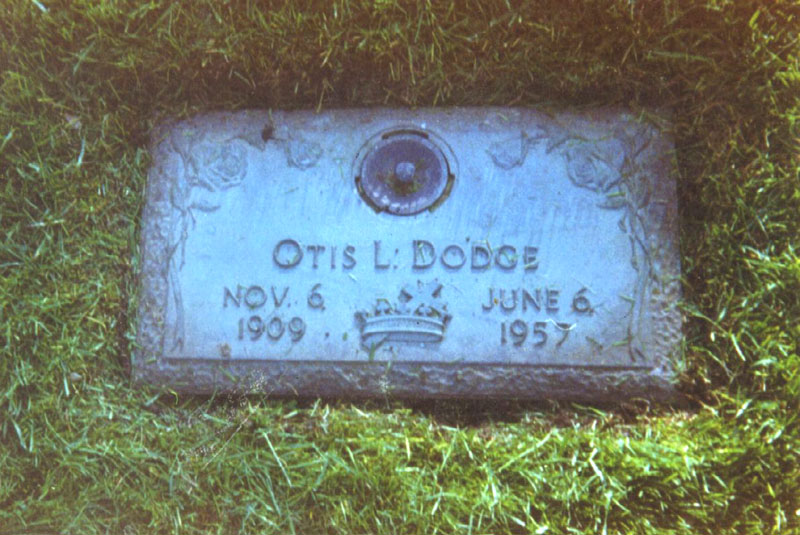 OTIS L. DODGE
NOV. 6, JUNE 6,
1909 1957